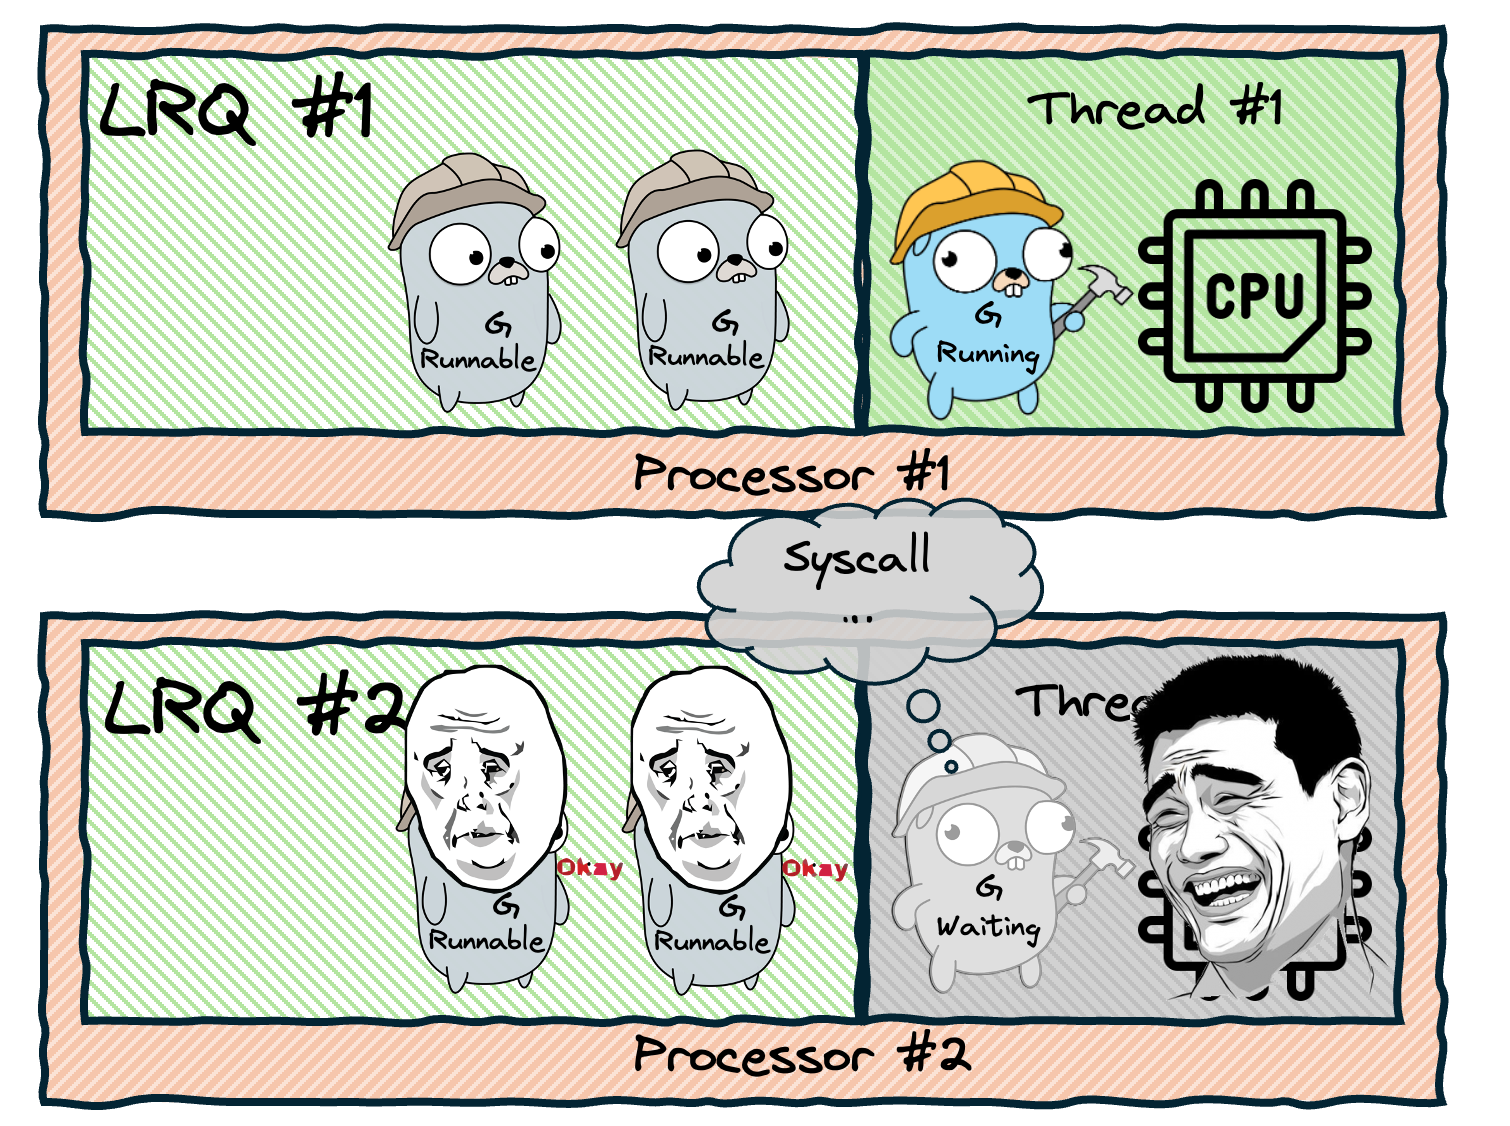 LRQ #1
Thread #1
G
Runnable
G
Runnable
G
Running
CPU
Processor #1
Syscall
...
LRQ #2
Okay
G
Runnable
Okay
G
Runnable
G
Waiting
Processor #2